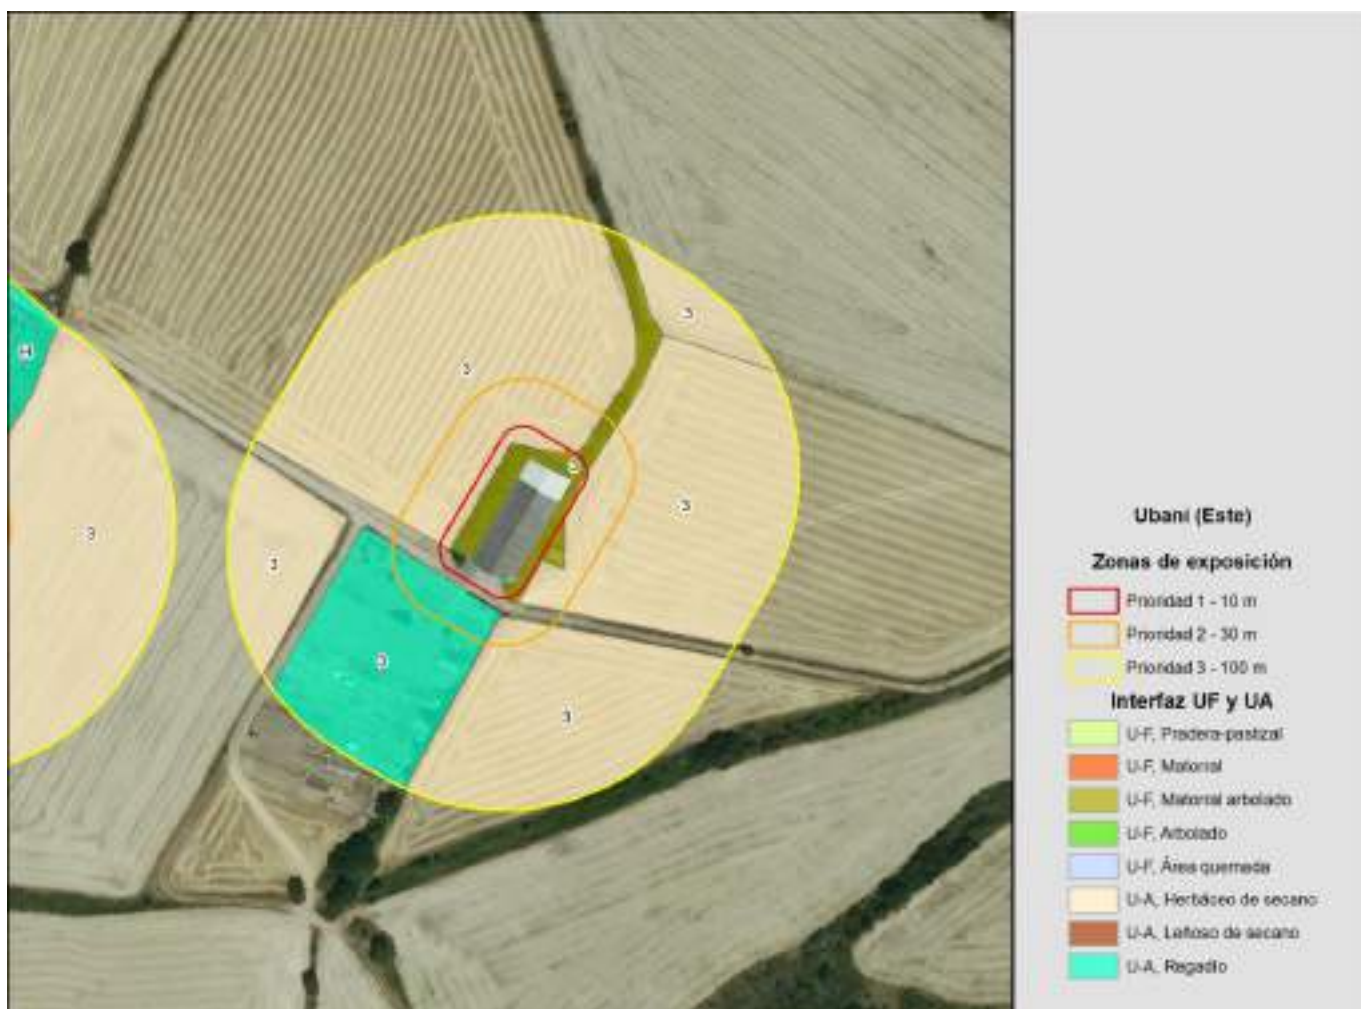 3
3
3
3
3
3
3
3
Ubani (Este)
Zonas de exposición
Prioridad 1 - 10 m
Prioridad 2 - 30 m
Prioridad 3 - 100 m
Interfaz UF y UA
U-F, Pradera-pastizal
U-F, Matorral
U-F, Matorral arbolado
U-F, Arbolado
U-F, Área quemada
U-A, Herbáceo de secano
U-A, Leñoso de secano
U-A, Regadío